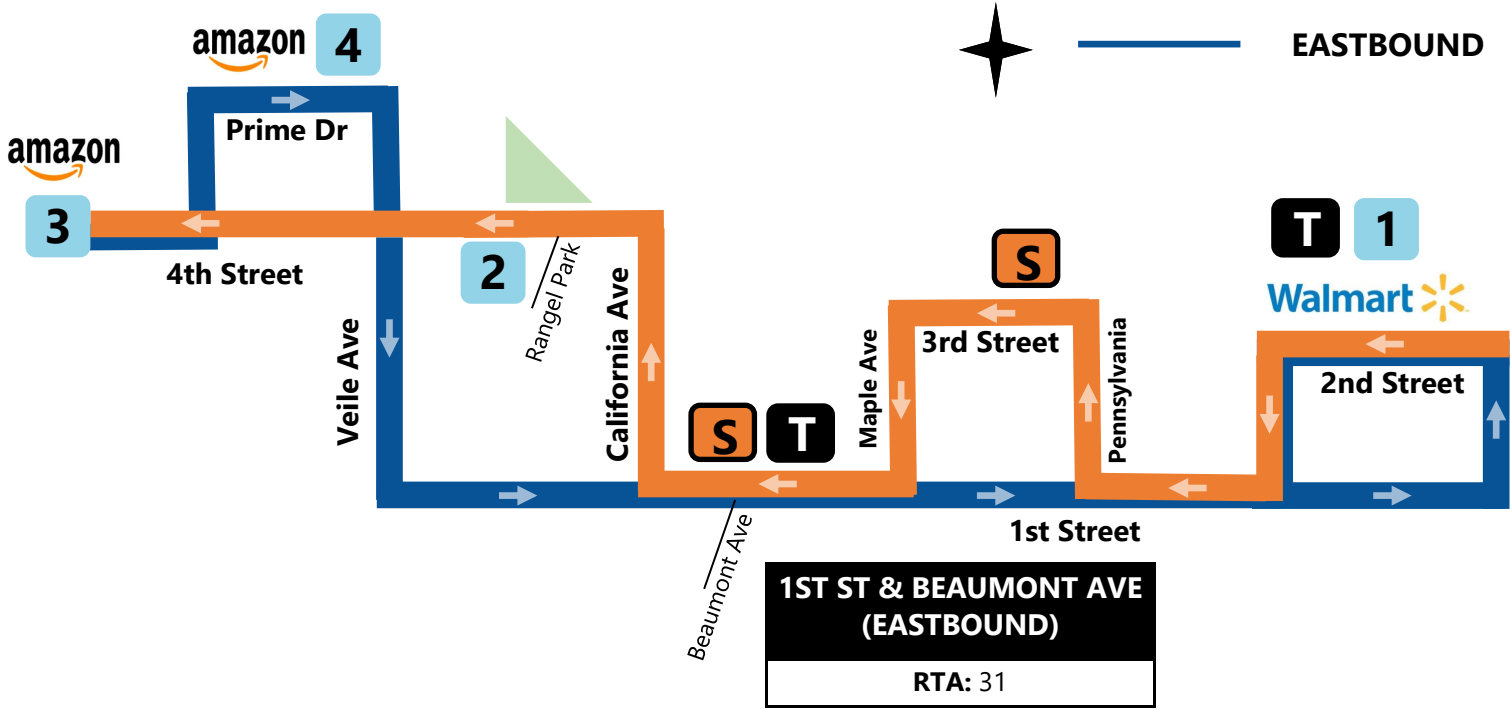 amazon 4
EASTBOUND
Prime Dr
amazon
3
T 1
4th Street
2
Rangel Park
S
Walmart
Veile Ave
California Ave
Maple Ave
3rd Street
Pennsylvania
2nd Street
S T
1st Street
Beaumont Ave
1ST ST & BEAUMONT AVE
(EASTBOUND)
RTA: 31